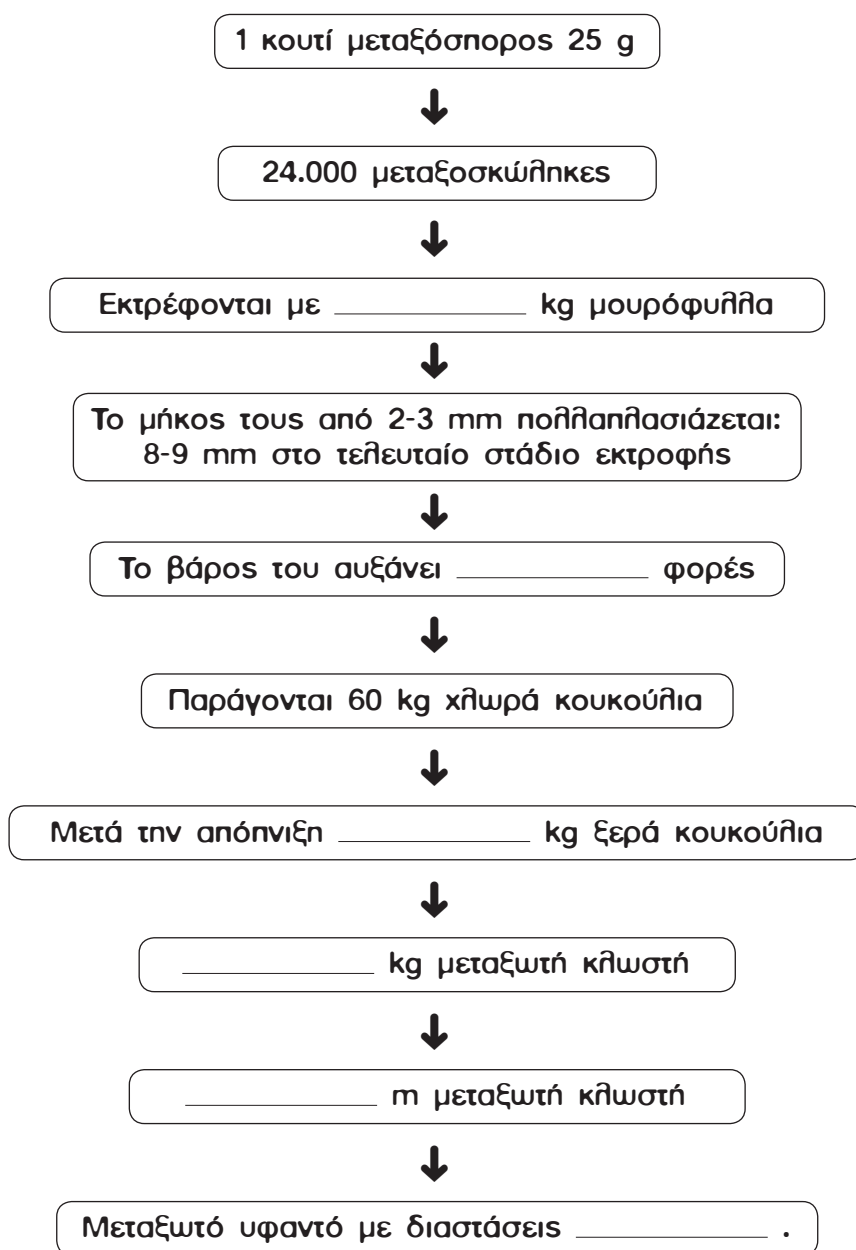 1 κουτί μεταξόσπορος 25 g
24.000 μεταξοσκώληκες
Εκτρέφονται με ____________ kg μουρόφυλλα
Το μήκος τους από 2-3 mm πολλαπλασιάζεται:
8-9 mm στο τελευταίο στάδιο εκτροφής
Το βάρος του αυξάνει ____________ φορές
Παράγονται 60 kg χλωρά κουκούλια
Μετά την απόπνιξη ____________ kg ξερά κουκούλια
____________ kg μεταξωτή κλωστή
____________ m μεταξωτή κλωστή
Μεταξωτό υφαντό με διαστάσεις ____________ .